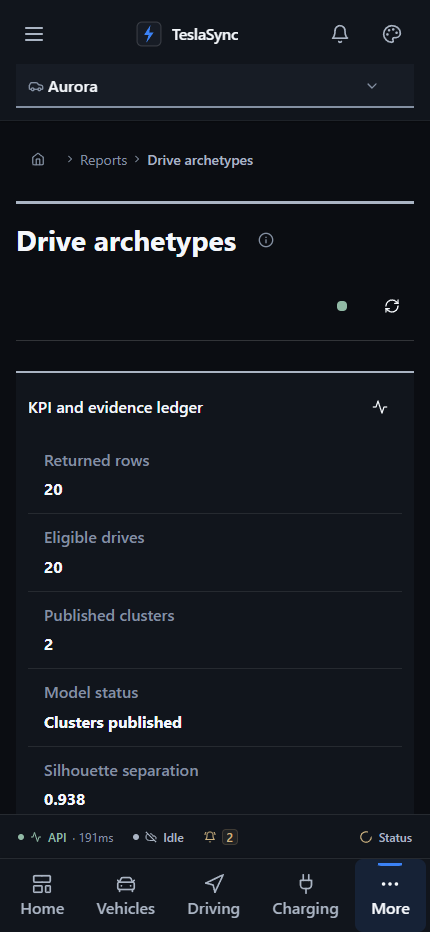 TeslaSync
Aurora
Reports
Drive archetypes
Drive archetypes
KPI and evidence ledger
Returned rows
20
Eligible drives
20
Published clusters
2
Model status
Clusters published
Silhouette separation
0.938
API · 191ms
Idle
2
Status
Home
Vehicles
Driving
Charging
More